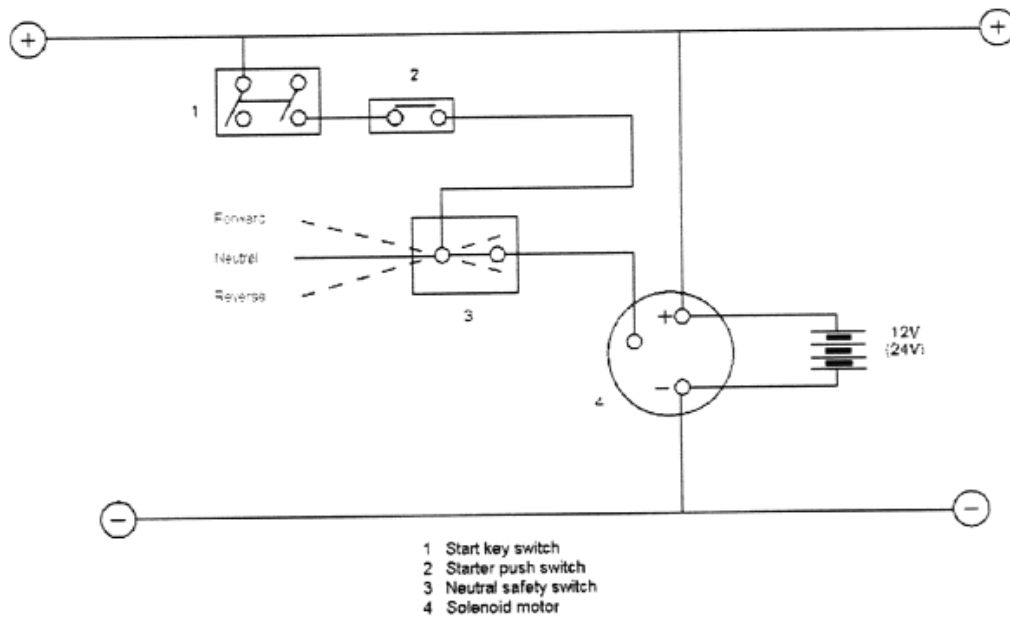 + +
1
2
Forward
Neutral
Reverse
3
+
-
4
12V
(24V)
- -
1 Start key switch
2 Starter push switch
3 Neutral safety switch
4 Solenoid motor